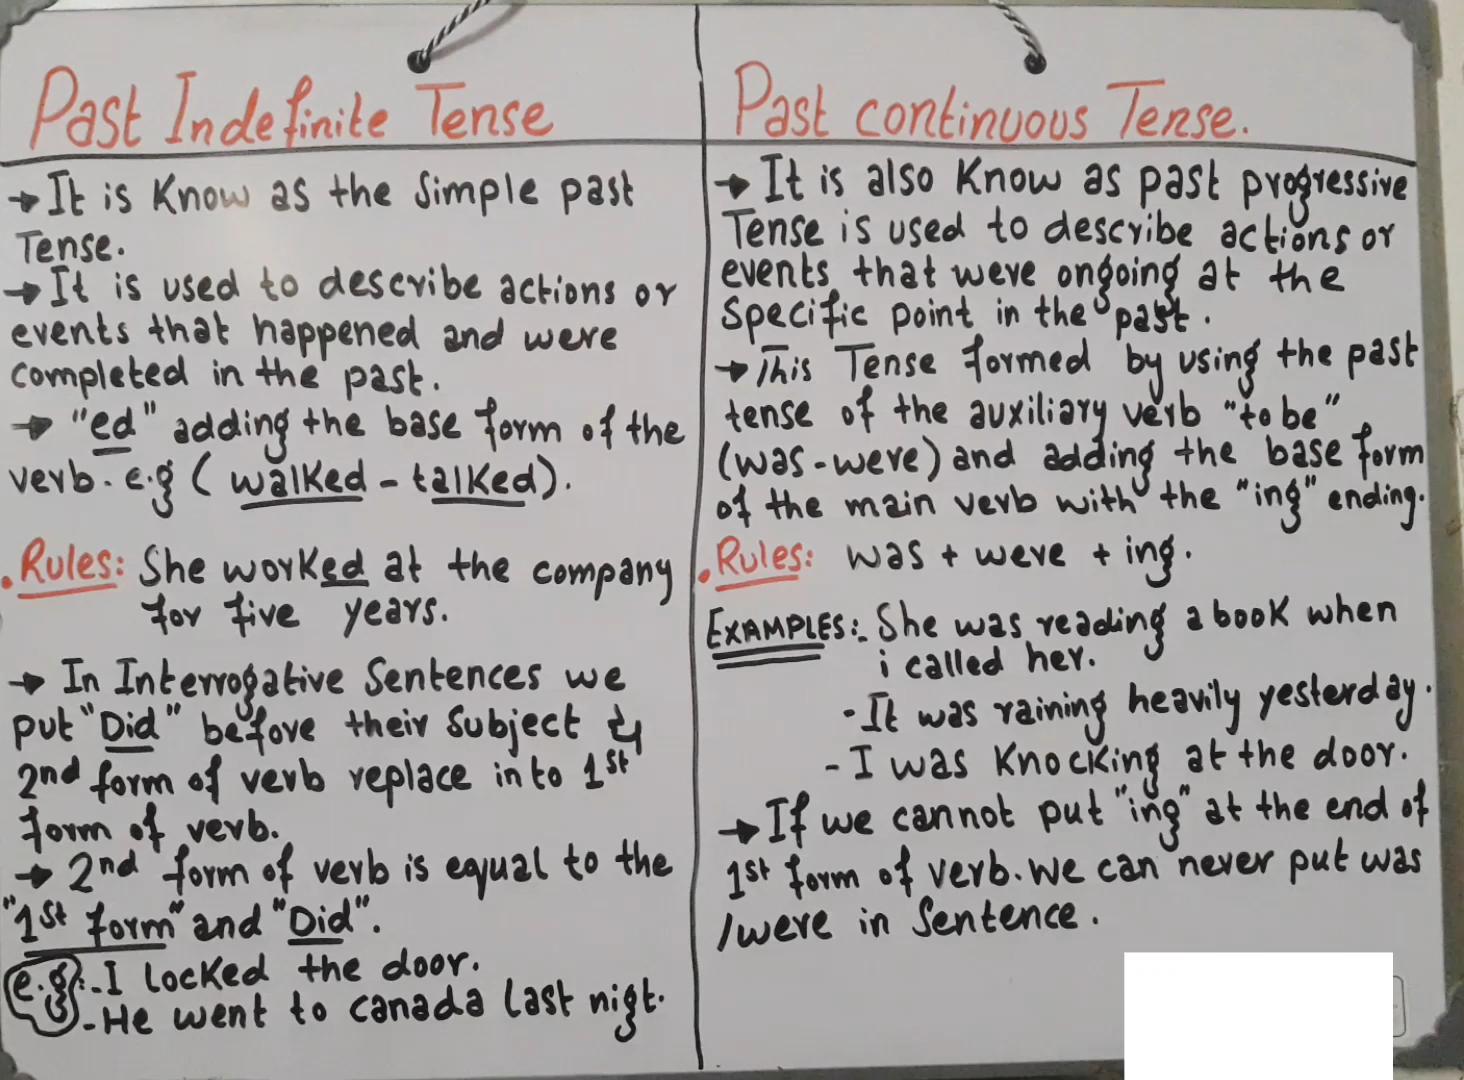 Past Indefinite Tense
→ It is Know as the Simple past
Tense.
→ It is used to describe actions or
events that happened and were
completed in the past.
→ "ed" adding the base form of the
verb. e.g ( walked - talked).
. Rules: She worked at the company
for five years.
→ In Interrogative Sentences we
put "Did" before their Subject &
2nd form of verb replace in to 1st
form of verb.
→ 2nd form of verb is equal to the
"1st form" and "Did".
e.g:- I locked the door.
- He went to canada last nigt.
Past continuous Tense.
→ It is also Know as past progressive
Tense is used to describe actions or
events that were ongoing at the
Specific point in the past.
→ This Tense formed by using the past
tense of the auxiliary verb "to be"
(was - were) and adding the base form
of the main verb with the "ing" ending.
. Rules: was + were + ing.
EXAMPLES:- She was reading a book when
i called her.
- It was raining heavily yesterday.
- I was Knocking at the door.
→ If we cannot put "ing" at the end of
1st form of verb. we can never put was
/ were in Sentence.